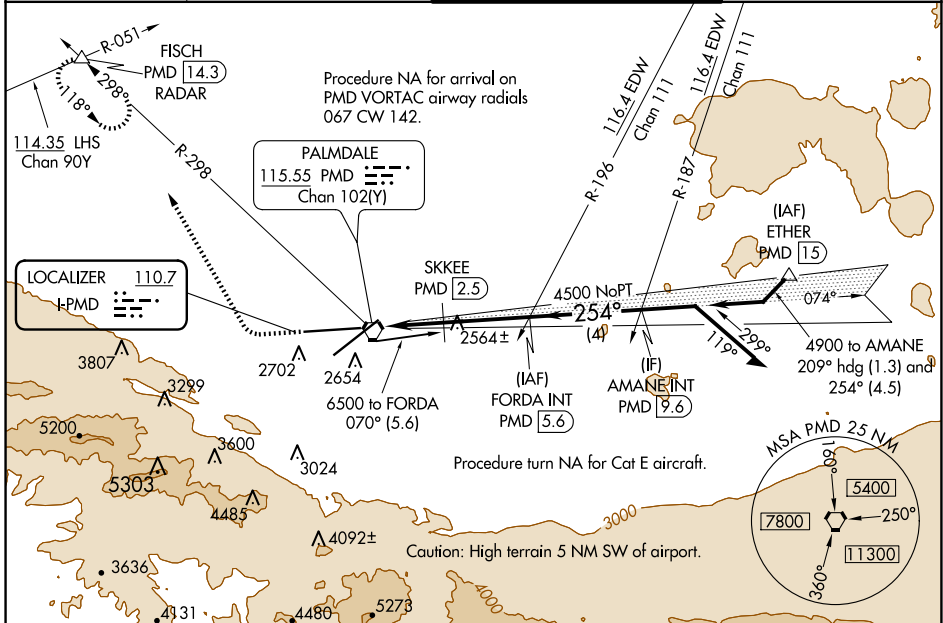 R-051
FISCH
PMD 14.3
RADAR
298°
118°
114.35 LHS
Chan 90Y
R-298
Procedure NA for arrival on
PMD VORTAC airway radials
067 CW 142.
116.4 EDW
Chan 111
R-196
116.4 EDW
Chan 111
R-187
PALMDALE
115.55 PMD
Chan 102(Y)
(IAF)
ETHER
PMD 15
LOCALIZER 110.7
I-PMD
SKKEE
PMD 2.5
4500 NoPT
254°
(4)
074°
2564±
299°
119°
4900 to AMANE
209° hdg (1.3) and
254° (4.5)
3807
2702
2654
3299
6500 to FORDA
070° (5.6)
(IAF)
FORDA INT
PMD 5.6
(IF)
AMANE INT
PMD 9.6
5200
3600
3024
5303
4485
Procedure turn NA for Cat E aircraft.
MSA PMD 25 NM
160°
5400
250°
7800
11300
360°
3000
4092±
Caution: High terrain 5 NM SW of airport.
3636
4131
4480
5273
4000